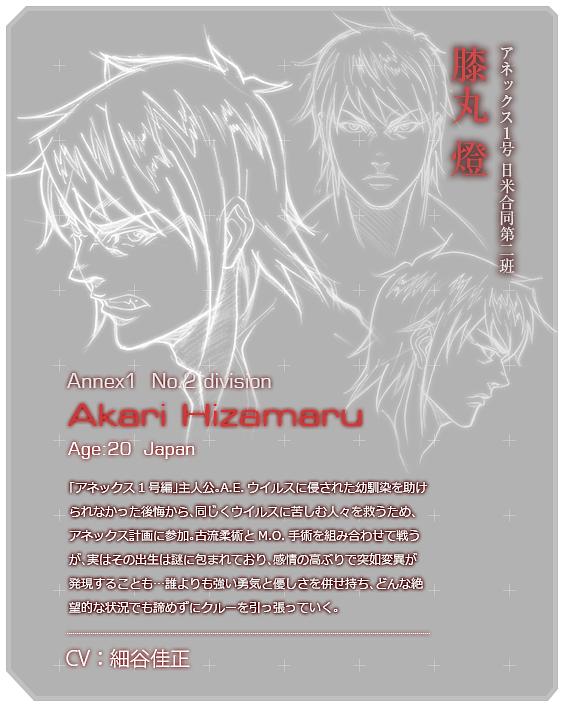 アネックス１号 日米合同第二班
膝丸 燈
Annex1 No.2 division
Akari Hizamaru
Age:20 Japan
「アネックス１号編」主人公。A.E. ウイルスに侵された幼馴染を助け
られなかった後悔から、同じくウイルスに苦しむ人々を救うため、
アネックス計画に参加。古流柔術と M.O. 手術を組み合わせて戦う
が、実はその出生は謎に包まれており、感情の高ぶりで突如変異が
発現することも…誰よりも強い勇気と優しさを併せ持ち、どんな絶
望的な状況でも諦めずにクルーを引っ張っていく。
CV：細谷佳正